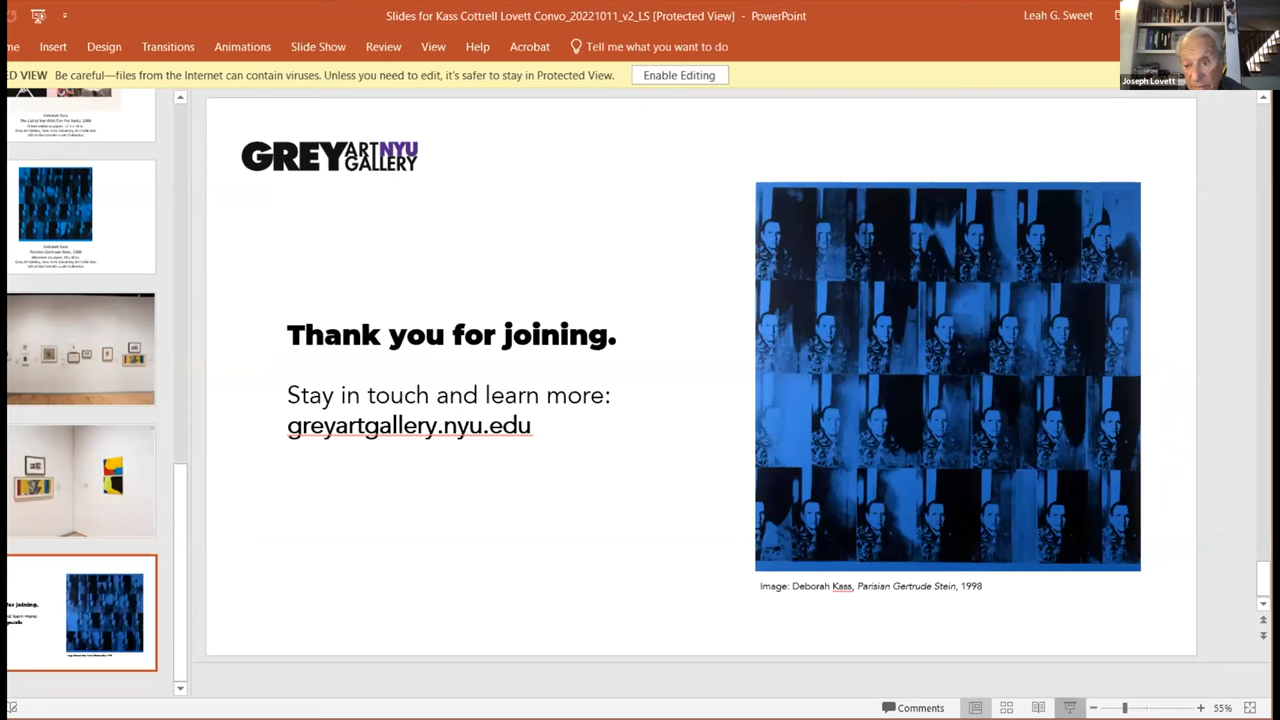 Slides for Kass Cottrell Lovett Convo_20221011_v2_LS [Protected View] - PowerPoint
Leah G. Sweet
me Insert Design Transitions Animations Slide Show Review View Help Acrobat Tell me what you want to do
ED VIEW Be careful—files from the Internet can contain viruses. Unless you need to edit, it's safer to stay in Protected View. Enable Editing
Joseph Lovett
GREY ART NYU GALLERY
Thank you for joining.
Stay in touch and learn more:
greyartgallery.nyu.edu
Image: Deborah Kass, Parisian Gertrude Stein, 1998
for joining.
Comments
55%